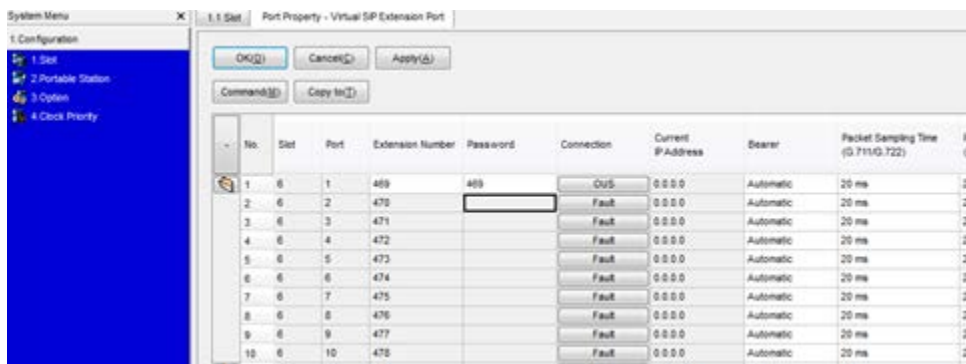 System Menu X 1.1 Slot Port Property - Virtual SIP Extension Port
1.Configuration
1.Slot
2.Portable Station
3.Option
4.Clock Priority
OK(O) Cancel(C) Apply(A)
Command(M) Copy to(T)
No. Slot Port Extension Number Password Connection Current IP Address Bearer Packet Sampling Time (G.711/G.722)
1 6 1 469 469 OUS 0.0.0.0 Automatic 20 ms
2 6 2 470 Fault 0.0.0.0 Automatic 20 ms
3 6 3 471 Fault 0.0.0.0 Automatic 20 ms
4 6 4 472 Fault 0.0.0.0 Automatic 20 ms
5 6 5 473 Fault 0.0.0.0 Automatic 20 ms
6 6 6 474 Fault 0.0.0.0 Automatic 20 ms
7 6 7 475 Fault 0.0.0.0 Automatic 20 ms
8 6 8 476 Fault 0.0.0.0 Automatic 20 ms
9 6 9 477 Fault 0.0.0.0 Automatic 20 ms
10 6 10 478 Fault 0.0.0.0 Automatic 20 ms